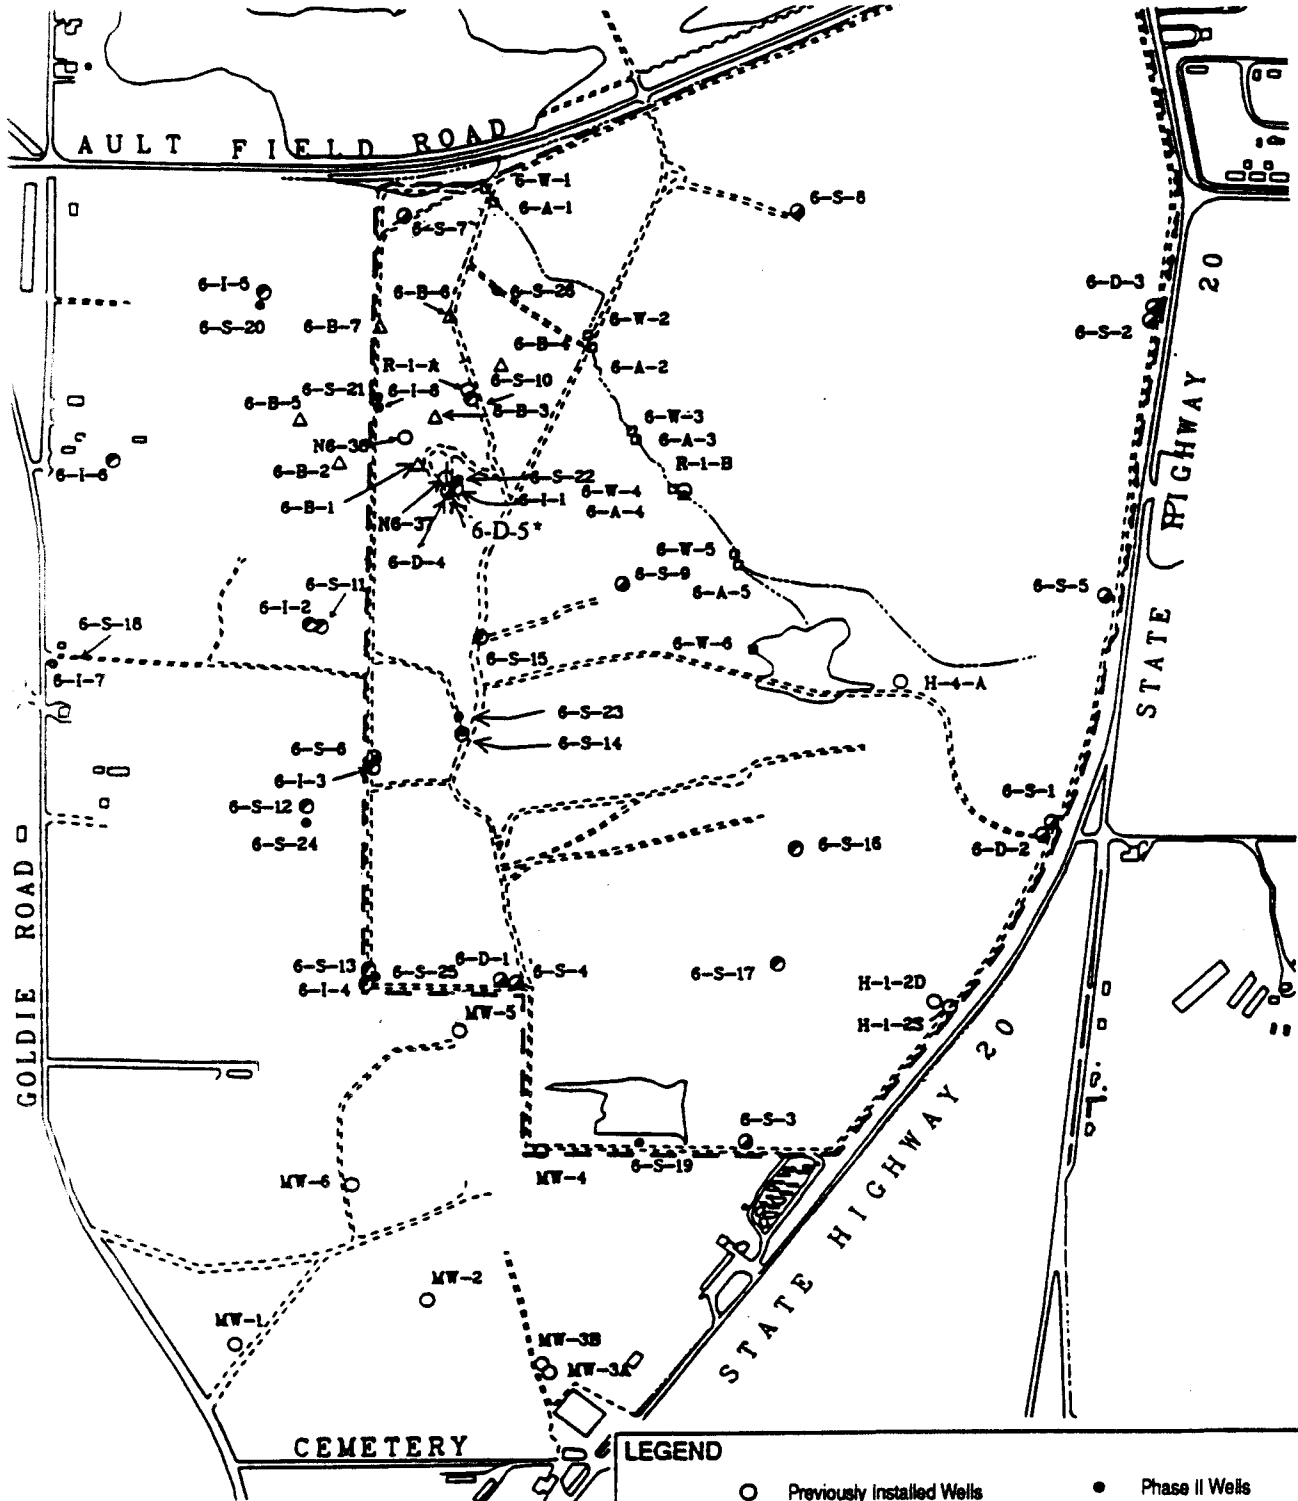 AULT FIELD ROAD
6-W-1
6-A-1
6-S-7
6-S-8
6-I-5
6-S-20
6-B-6
6-S-26
6-B-7
6-W-2
6-B-4
6-A-2
6-D-3
6-S-2
STATE HIGHWAY 20
R-1-A
6-S-10
6-S-21
6-I-8
6-B-5
6-B-3
6-W-3
6-A-3
N6-38
R-1-B
6-I-6
6-B-2
6-S-22
6-W-4
6-I-1
6-A-4
6-B-1
N6-37
6-D-5*
6-D-4
6-W-5
6-S-9
6-A-5
6-S-5
6-S-11
6-I-2
6-S-18
6-I-7
6-S-15
6-W-6
H-4-A
6-S-23
6-S-14
6-S-6
6-I-3
6-S-12
6-S-24
6-S-1
6-D-2
6-S-16
GOLDIE ROAD
6-S-13
6-I-4
6-S-25
6-D-1
6-S-4
6-S-17
H-1-2D
H-1-2S
MW-5
6-S-3
6-S-19
MW-4
MW-6
STATE HIGHWAY 20
MW-2
MW-1
MW-3B
MW-3A
CEMETERY
LEGEND
Previously Installed Wells
Phase II Wells